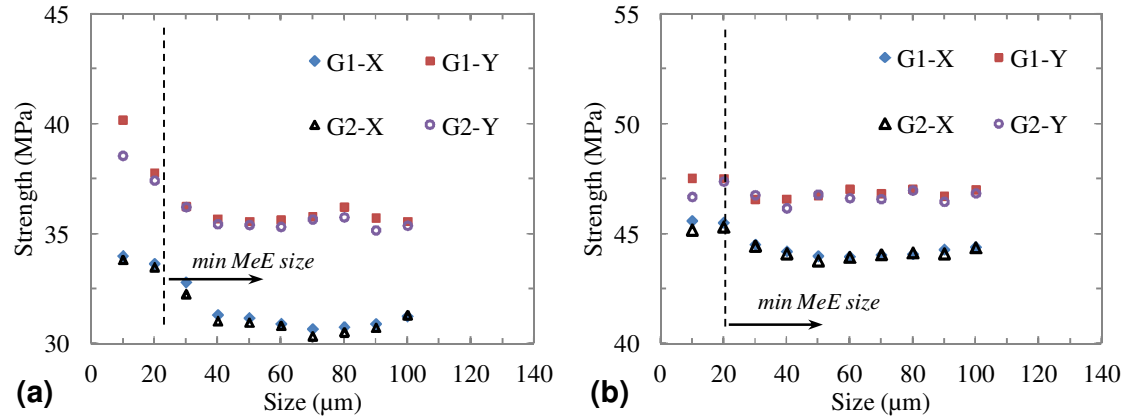 45
40
35
30
Strength (MPa)
G1-X
G1-Y
G2-X
G2-Y
min MeE size
0 20 40 60 80 100 120 140
Size (µm)
(a)
55
50
45
40
Strength (MPa)
G1-X
G1-Y
G2-X
G2-Y
min MeE size
0 20 40 60 80 100 120 140
Size (µm)
(b)